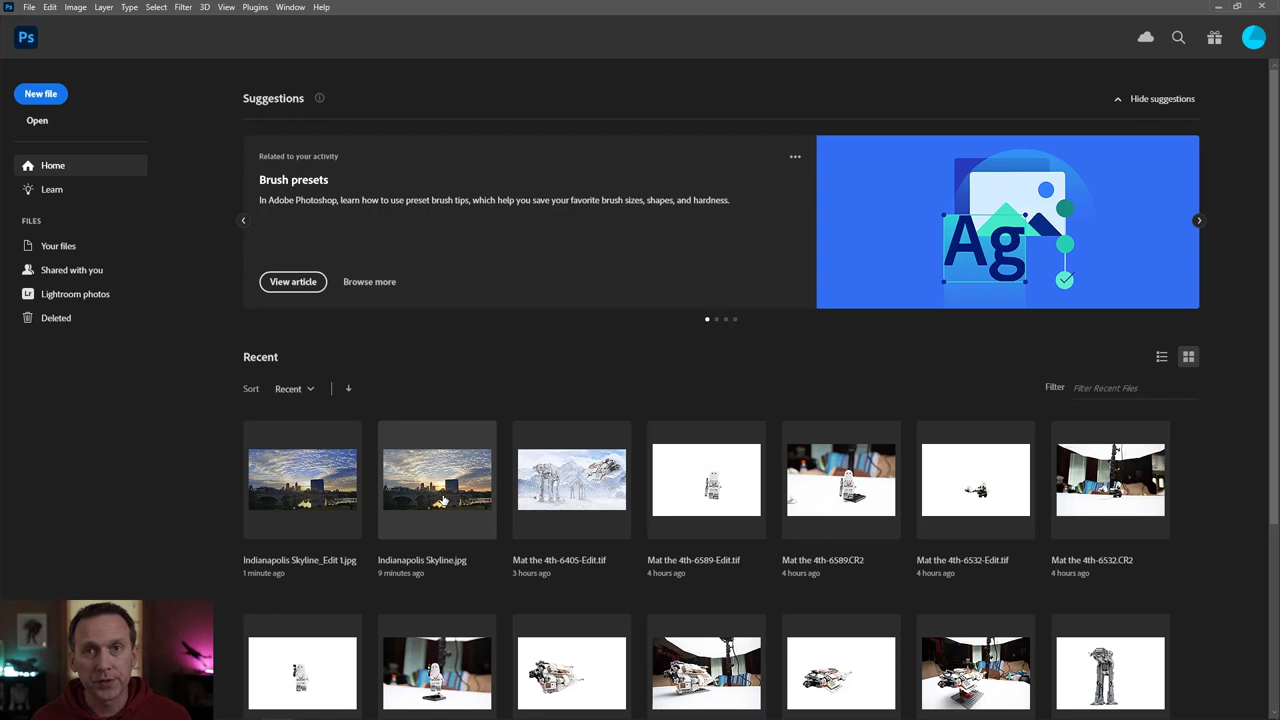 Ps File Edit Image Layer Type Select Filter 3D View Plugins Window Help
Ps
New file
Open
Home
Learn
FILES
Your files
Shared with you
Lr Lightroom photos
Deleted
Suggestions
Hide suggestions
Related to your activity
Brush presets
In Adobe Photoshop, learn how to use preset brush tips, which help you save your favorite brush sizes, shapes, and hardness.
View article Browse more
Ag
Recent
Sort Recent
Filter Filter Recent Files
Indianapolis Skyline_Edit 1.jpg Indianapolis Skyline.jpg Mat the 4th-6405-Edit.tif Mat the 4th-6589-Edit.tif Mat the 4th-6589.CR2 Mat the 4th-6532-Edit.tif Mat the 4th-6532.CR2
1 minute ago 9 minutes ago 3 hours ago 4 hours ago 4 hours ago 4 hours ago 4 hours ago